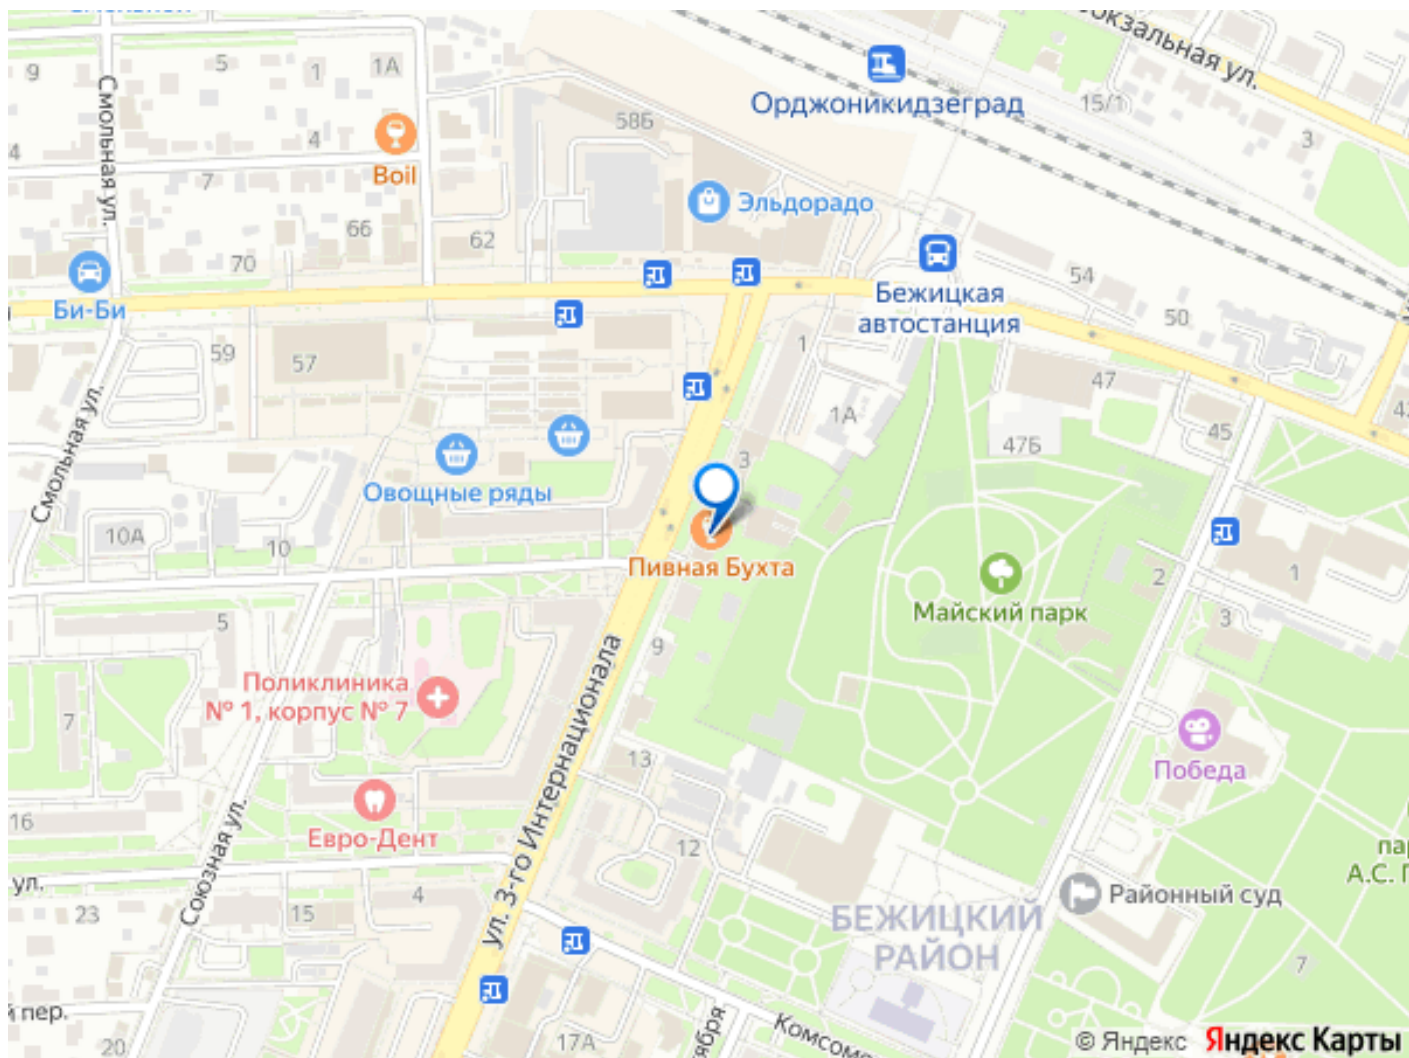 Вокзальная ул.
Орджоникидзеград
9
5
1
1А
58Б
15/1
3
Смольная ул.
4
4
Boil
7
Эльдорадо
66
62
70
54
Би-Би
Бежицкая
автостанция
50
59
57
1
47
1А
45
47Б
3
Овощные ряды
Смольная ул.
10А
10
Пивная Бухта
2
1
Майский парк
5
3
9
Поликлиника
№ 1, корпус № 7
7
ул. 3-го Интернационала
13
Победа
16
Евро-Дент
12
Союзная ул.
ул.
4
А.С.
23
15
Районный суд
БЕЖИЦКИЙ
РАЙОН
7
пер.
20
17А
© Яндекс Яндекс Карты